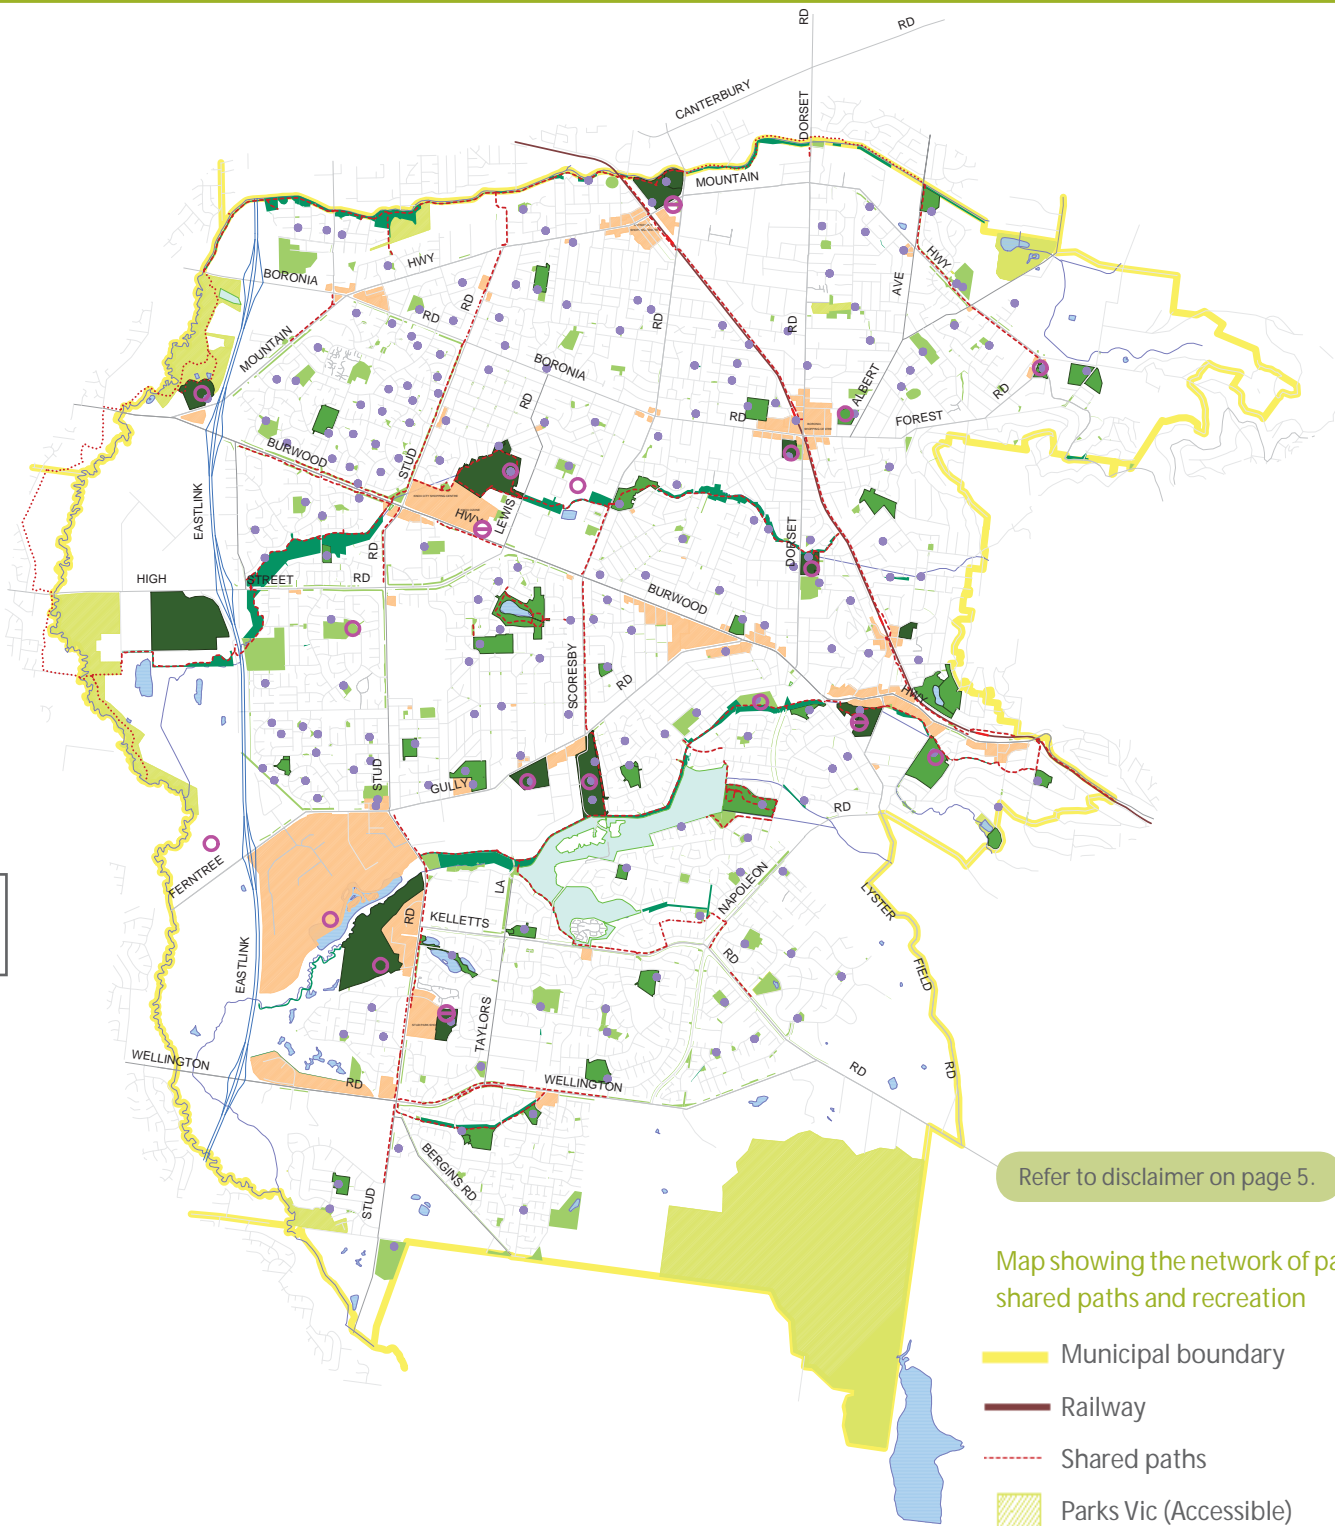 RD
RD
CANTERBURY
DORSET
MOUNTAIN
HWY
BORONIA
HWY
AVE
RD
RD
RD
RD
MOUNTAIN
BORONIA
RD
ALBERT
RD
FOREST
RD
BURWOOD
STUD
EASTLINK
HWY
LEWIS
DORSET
RD
HIGH
STREET
RD
BURWOOD
SCORESBY
RD
HWY
STUD
GULLY
RD
FERNTREE
LA
NAPOLEON
LYSTER
KELLETTS
RD
RD
FIELD
EASTLINK
TAYLORS
WELLINGTON
RD
WELLINGTON
RD
RD
BERGINS RD
STUD
Refer to disclaimer on page 5.
Map showing the network of pa
shared paths and recreation
Municipal boundary
Railway
Shared paths
Parks Vic (Accessible)